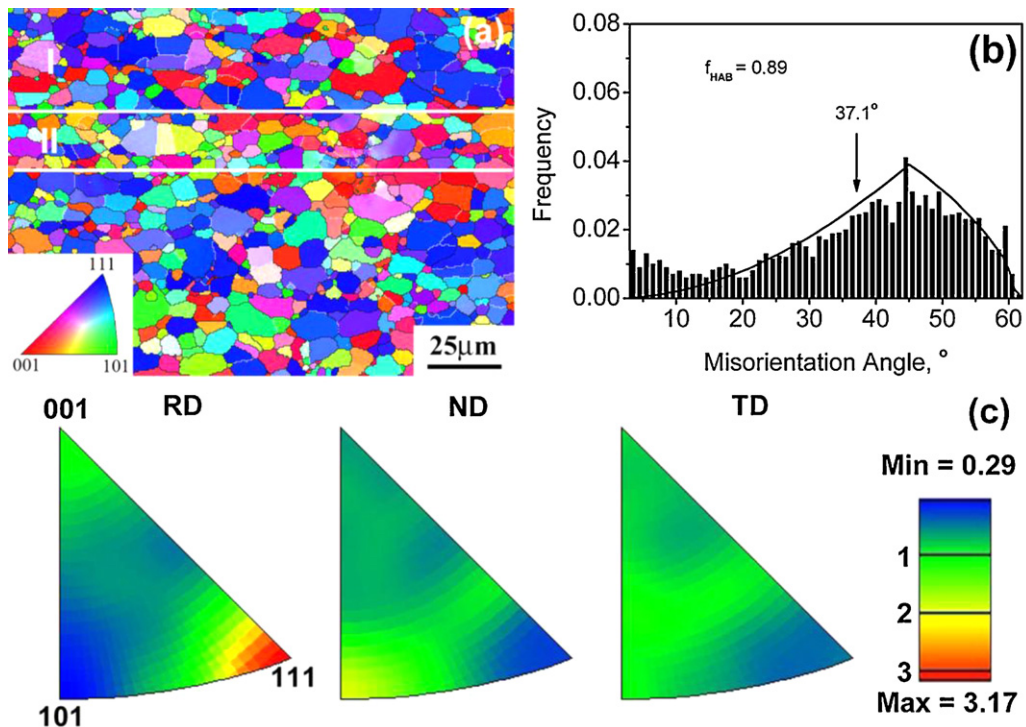 (a)
I
II
111
001
101
25μm
(b)
0.08
0.06
0.04
0.02
0.00
Frequency
f_HAB = 0.89
37.1°
10
20
30
40
50
60
Misorientation Angle, °
(c)
RD
ND
TD
001
101
111
Min = 0.29
1
2
3
Max = 3.17